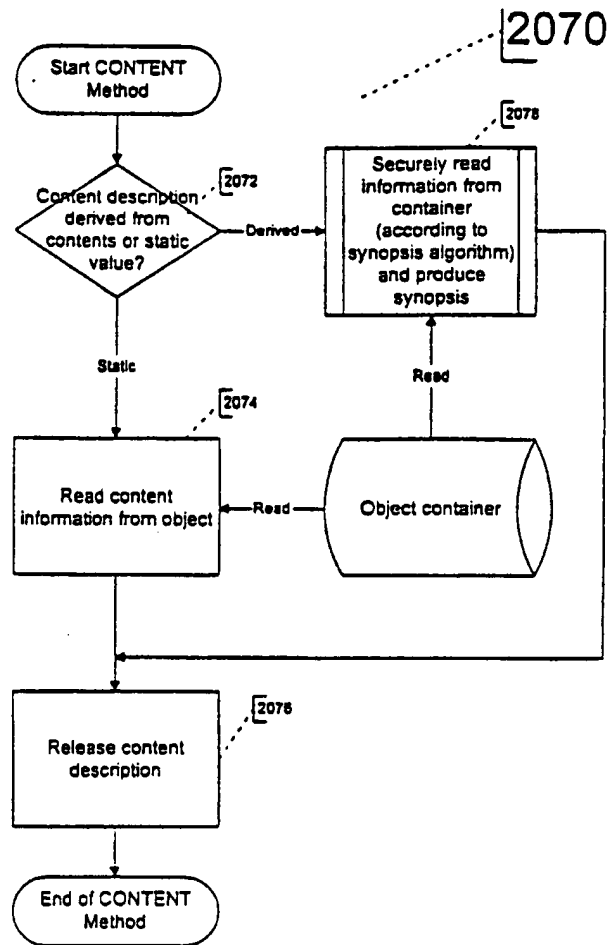 2070
Start CONTENT
Method
2078
2072
Content description
derived from
contents or static
value?
Derived
Securely read
information from
container
(according to
synopsis algorithm)
and produce
synopsis
Static
Read
2074
Read content
information from object
Read
Object container
2076
Release content
description
End of CONTENT
Method